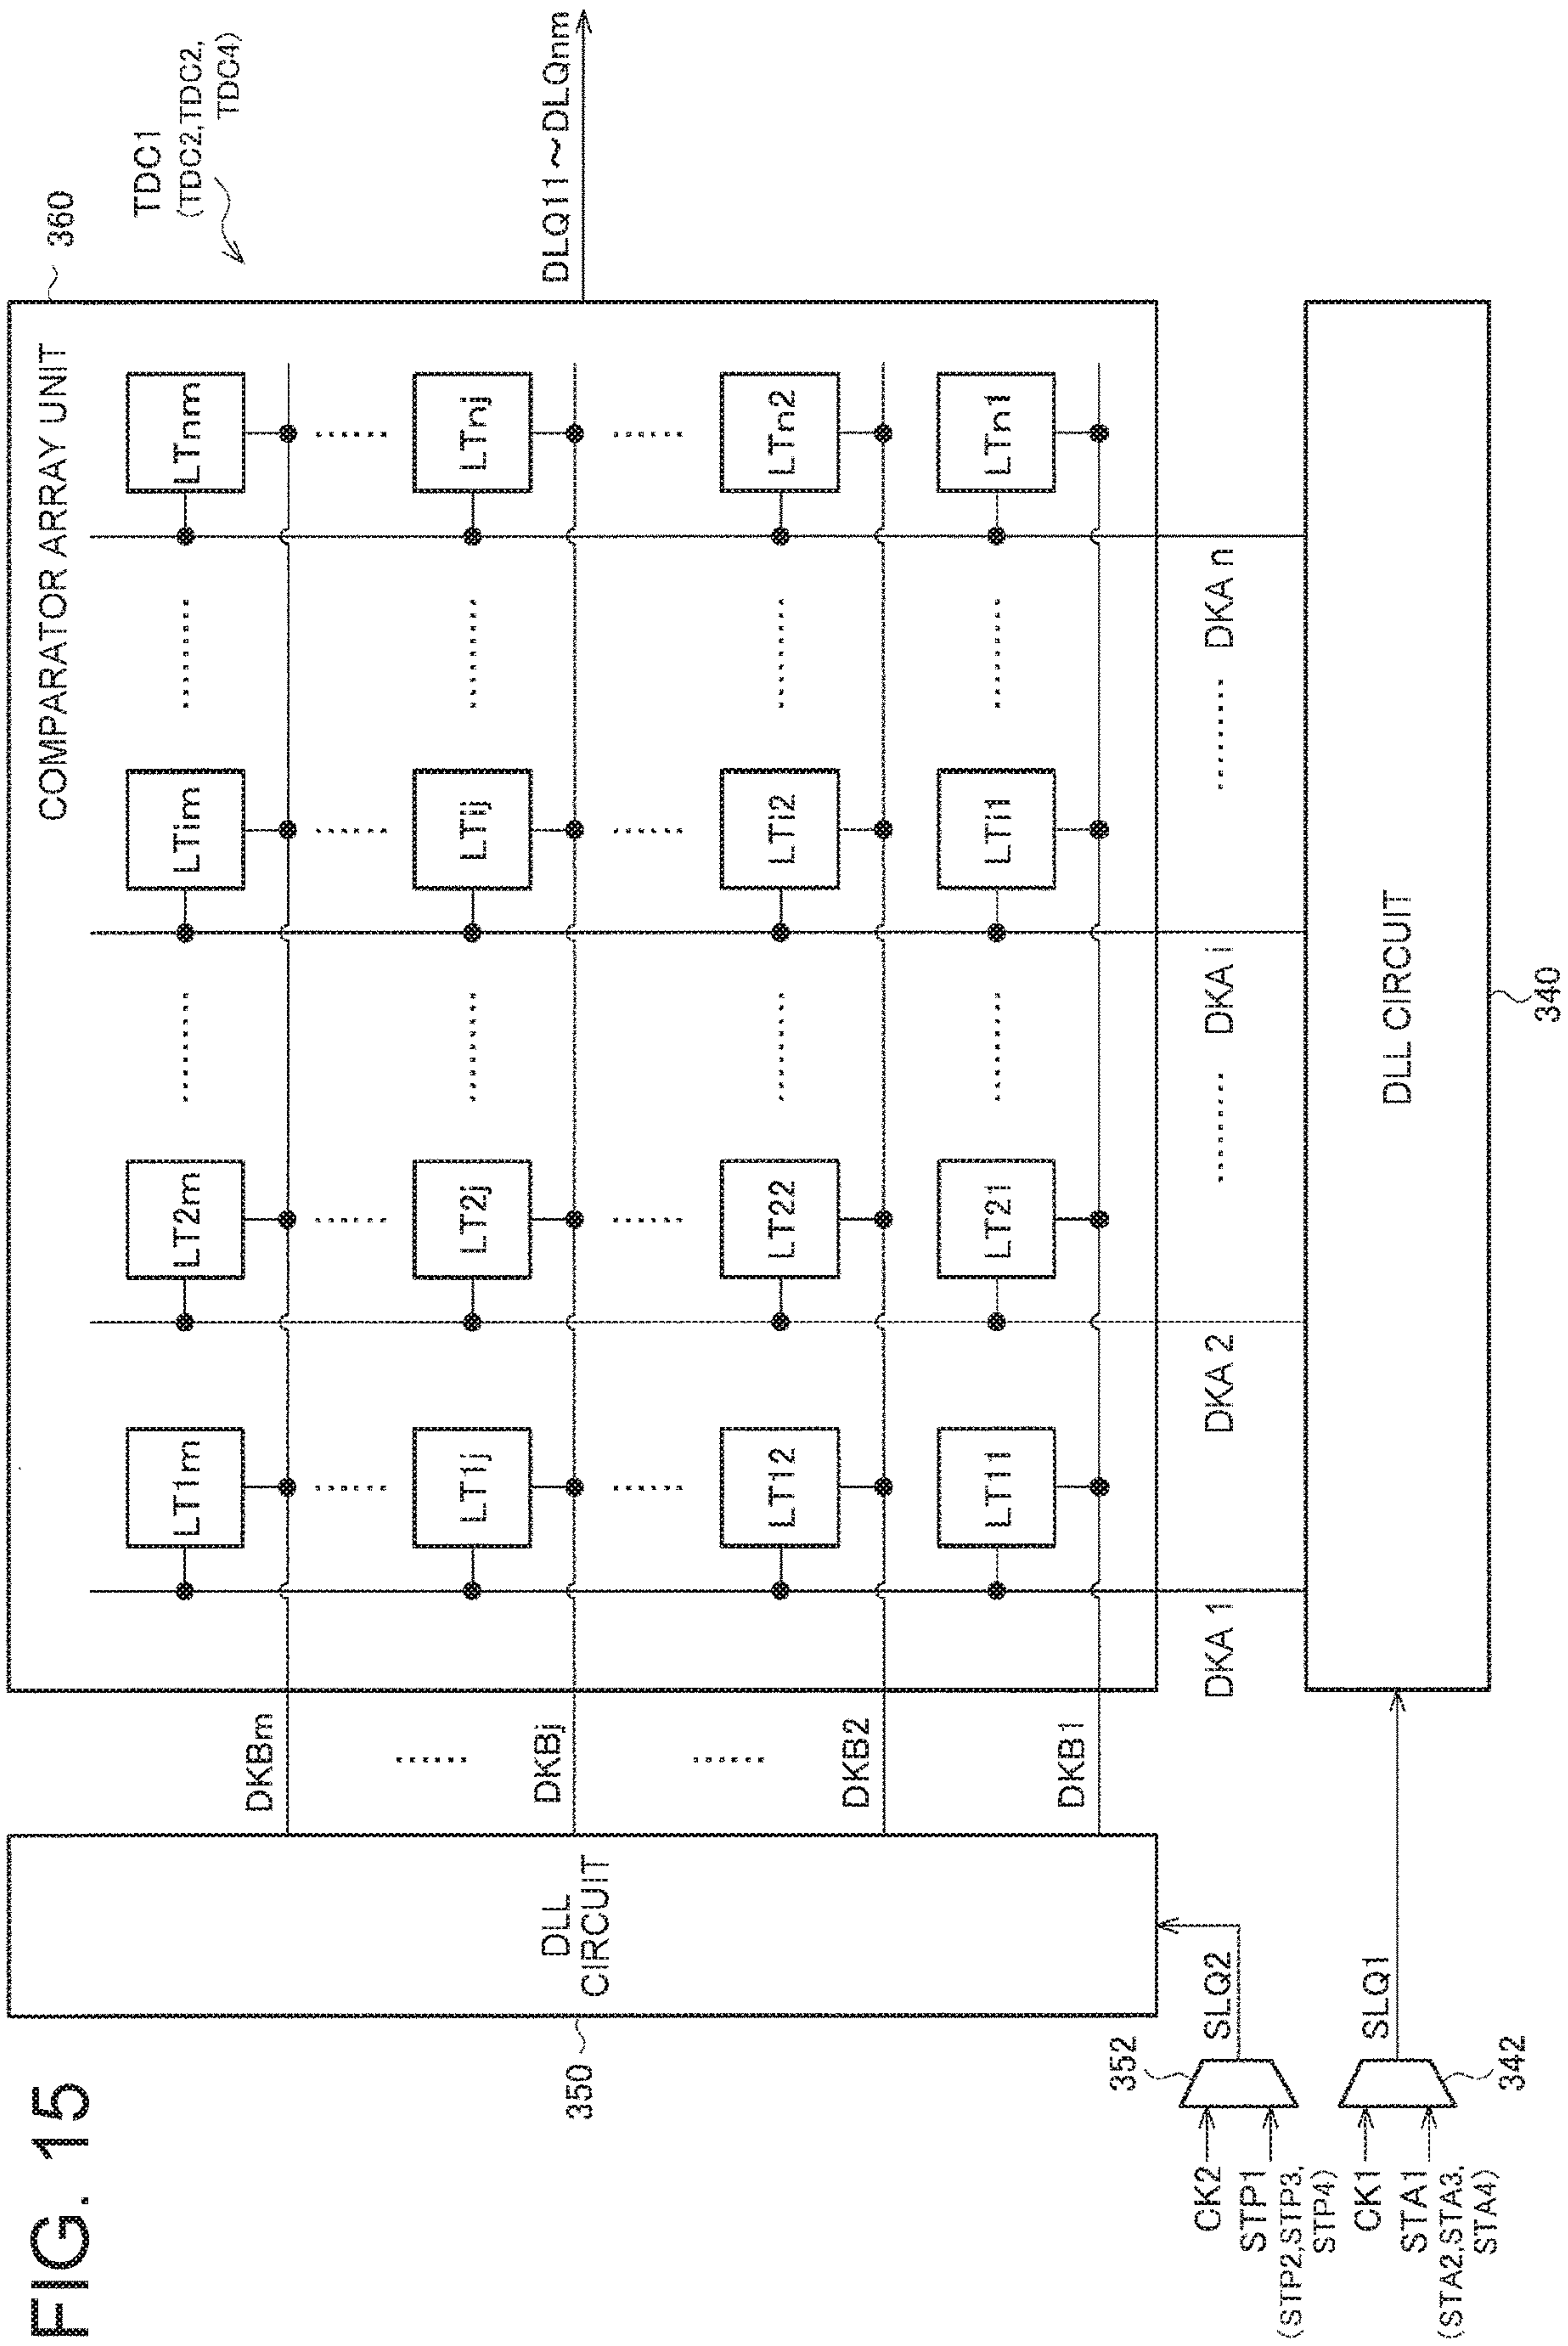 FIG. 15
TDC1
(TDC2,TDC2,
TDC4)
360
COMPARATOR ARRAY UNIT
DLQ11～DLQnm
DKBm
LT1m
LT2m
LTim
LTnm
DKBj
LT1j
LT2j
LTij
LTnj
DLL
CIRCUIT
350
DKB2
LT12
LT22
LTi2
LTn2
DKB1
LT11
LT21
LTi1
LTn1
DKA 1
DKA 2
DKA i
DKA n
352
SLQ2
CK2
STP1
(STP2,STP3,
STP4)
DLL CIRCUIT
340
SLQ1
342
CK1
STA1
(STA2,STA3,
STA4)